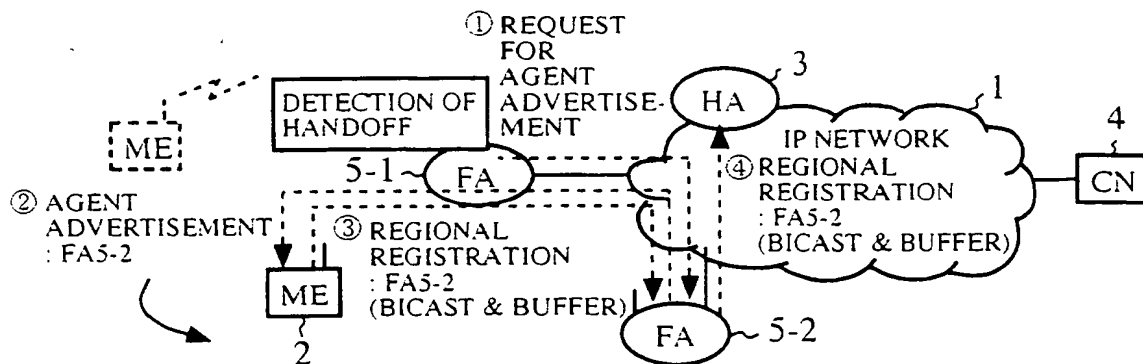 ① REQUEST
FOR
AGENT
ADVERTISE-
MENT
DETECTION OF
HANDOFF
ME
5-1
FA
② AGENT
ADVERTISEMENT
: FA5-2
③ REGIONAL
REGISTRATION
: FA5-2
(BICAST & BUFFER)
ME
2
HA
3
IP NETWORK
1
④ REGIONAL
REGISTRATION
: FA5-2
(BICAST & BUFFER)
4
CN
FA
5-2